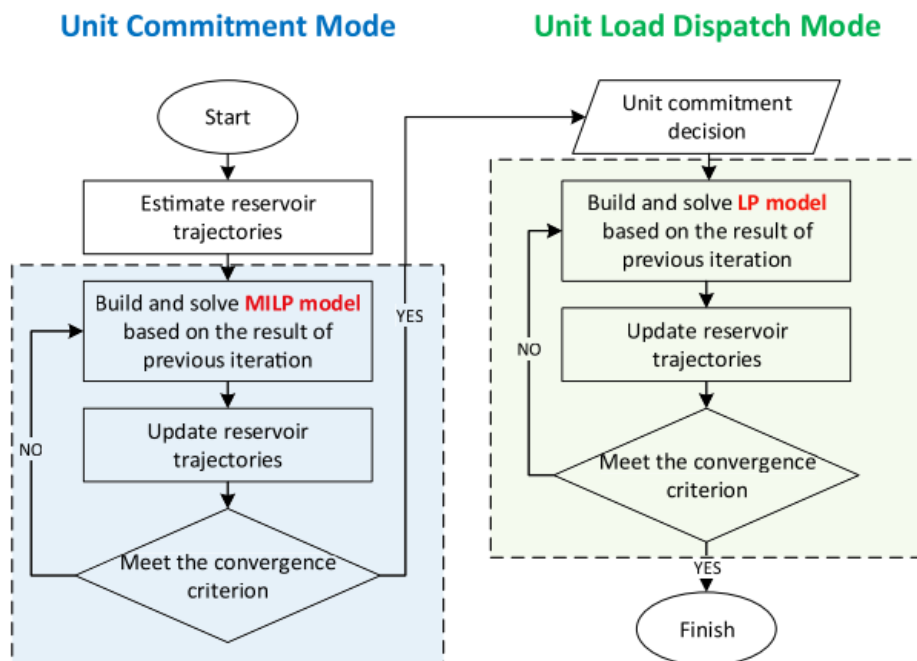 Unit Commitment Mode
Start
Estimate reservoir
trajectories
Build and solve MILP model
based on the result of
previous iteration
Update reservoir
trajectories
Meet the convergence
criterion
NO
YES
Unit Load Dispatch Mode
Unit commitment
decision
Build and solve LP model
based on the result of
previous iteration
Update reservoir
trajectories
Meet the convergence
criterion
NO
YES
Finish